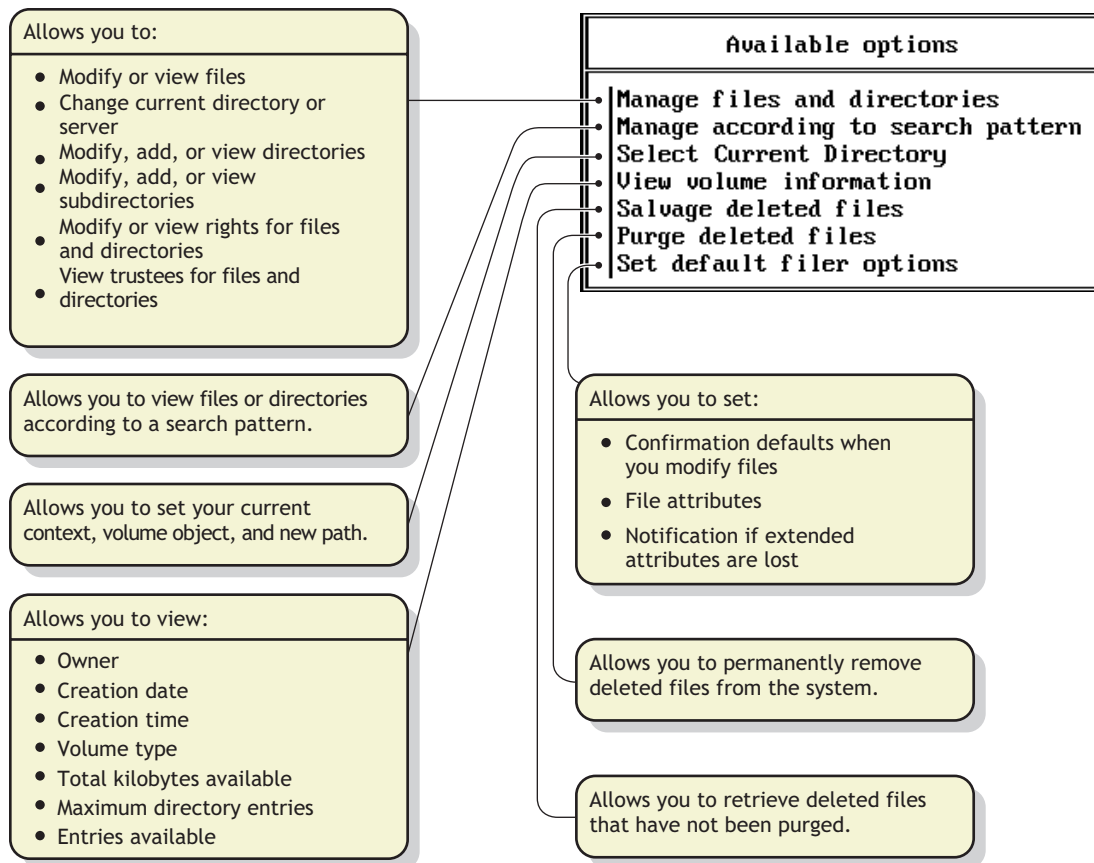 Allows you to:
• Modify or view files
• Change current directory or
server
• Modify, add, or view directories
• Modify, add, or view
subdirectories
• Modify or view rights for files
and directories
View trustees for files and
• directories
Allows you to view files or directories
according to a search pattern.
Allows you to set your current
context, volume object, and new path.
Allows you to view:
• Owner
• Creation date
• Creation time
• Volume type
• Total kilobytes available
• Maximum directory entries
• Entries available
Available options
Manage files and directories
Manage according to search pattern
Select Current Directory
View volume information
Salvage deleted files
Purge deleted files
Set default filer options
Allows you to set:
• Confirmation defaults when
you modify files
• File attributes
• Notification if extended
attributes are lost
Allows you to permanently remove
deleted files from the system.
Allows you to retrieve deleted files
that have not been purged.